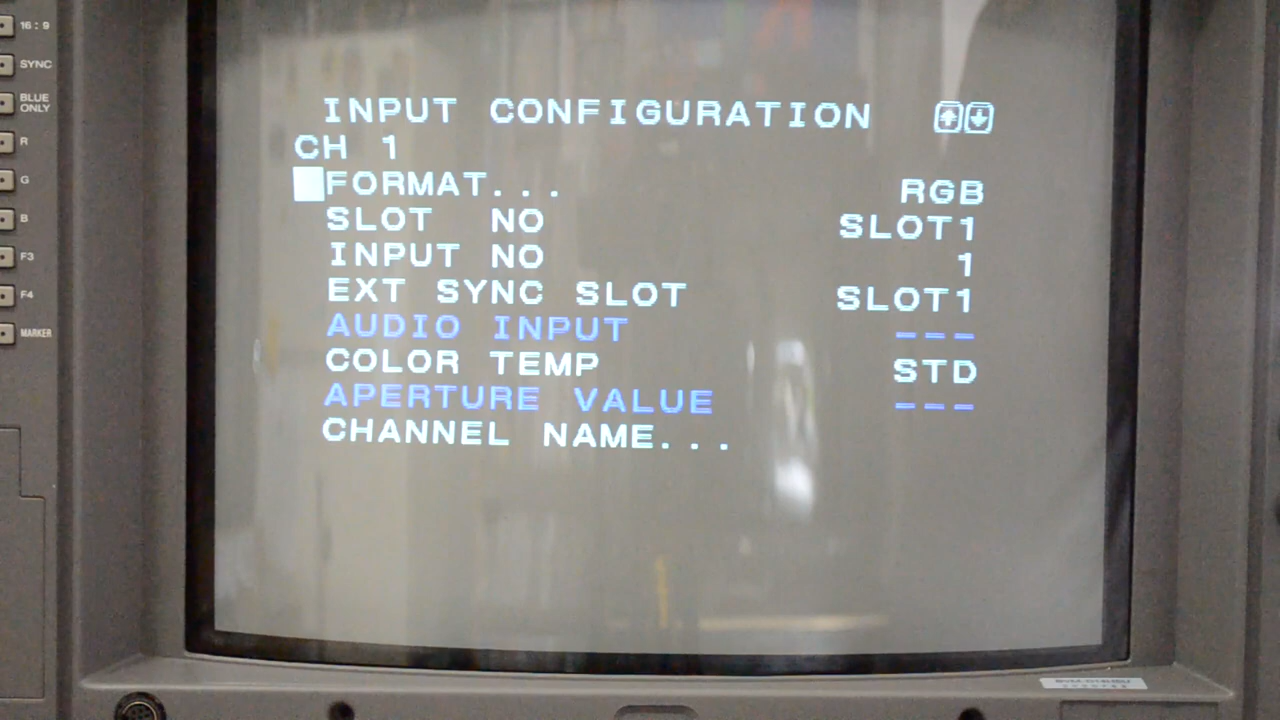 16:9
SYNC
BLUE
ONLY
R
G
B
F3
F4
MARKER
INPUT CONFIGURATION
CH 1
FORMAT... RGB
SLOT NO SLOT1
INPUT NO 1
EXT SYNC SLOT SLOT1
AUDIO INPUT ---
COLOR TEMP STD
APERTURE VALUE ---
CHANNEL NAME...